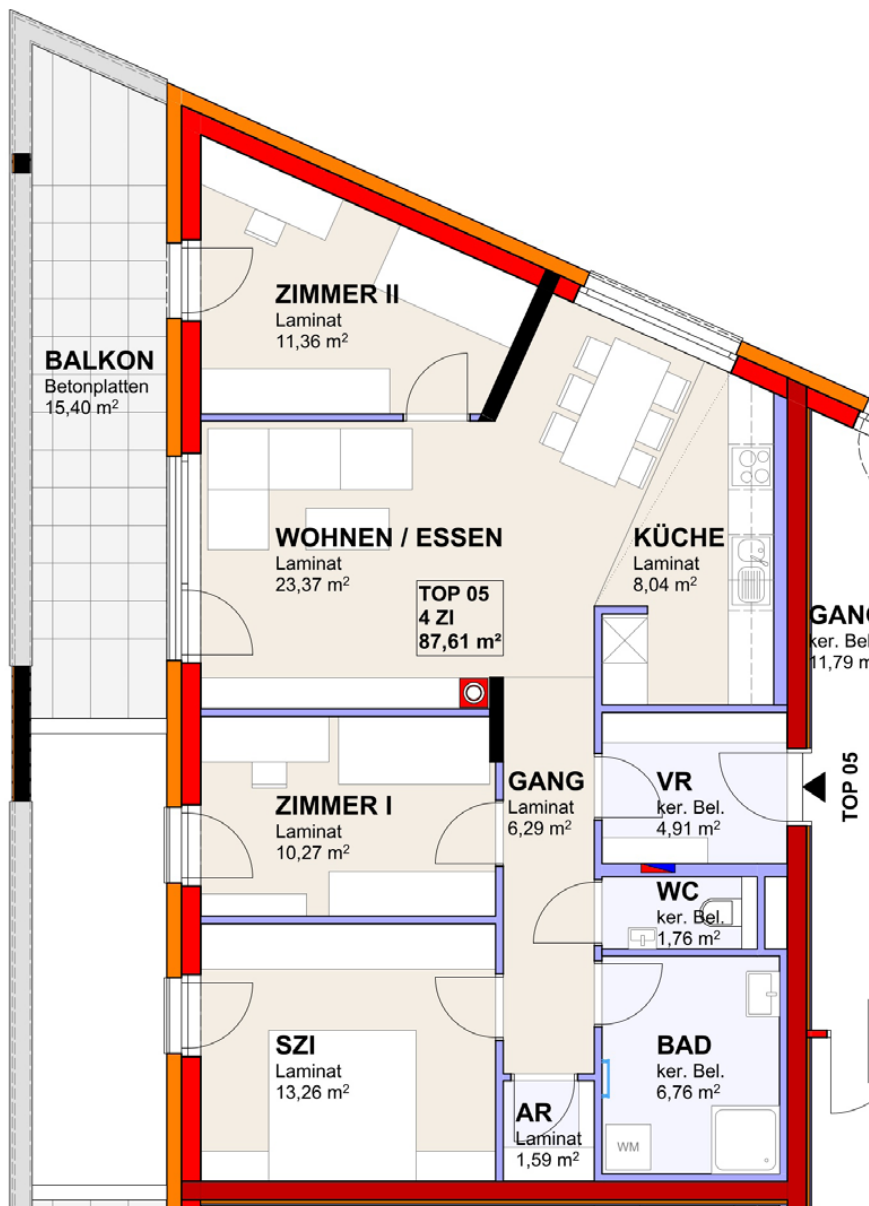 ZIMMER II
Laminat
11,36 m²
BALKON
Betonplatten
15,40 m²
WOHNEN / ESSEN
Laminat
23,37 m²
KÜCHE
Laminat
8,04 m²
TOP 05
4 ZI
87,61 m²
GANG
ker. Bel.
11,79 m
ZIMMER I
Laminat
10,27 m²
GANG
Laminat
6,29 m²
VR
ker. Bel.
4,91 m²
TOP 05
WC
ker. Bel.
1,76 m²
SZI
Laminat
13,26 m²
BAD
ker. Bel.
6,76 m²
AR
Laminat
1,59 m²
WM